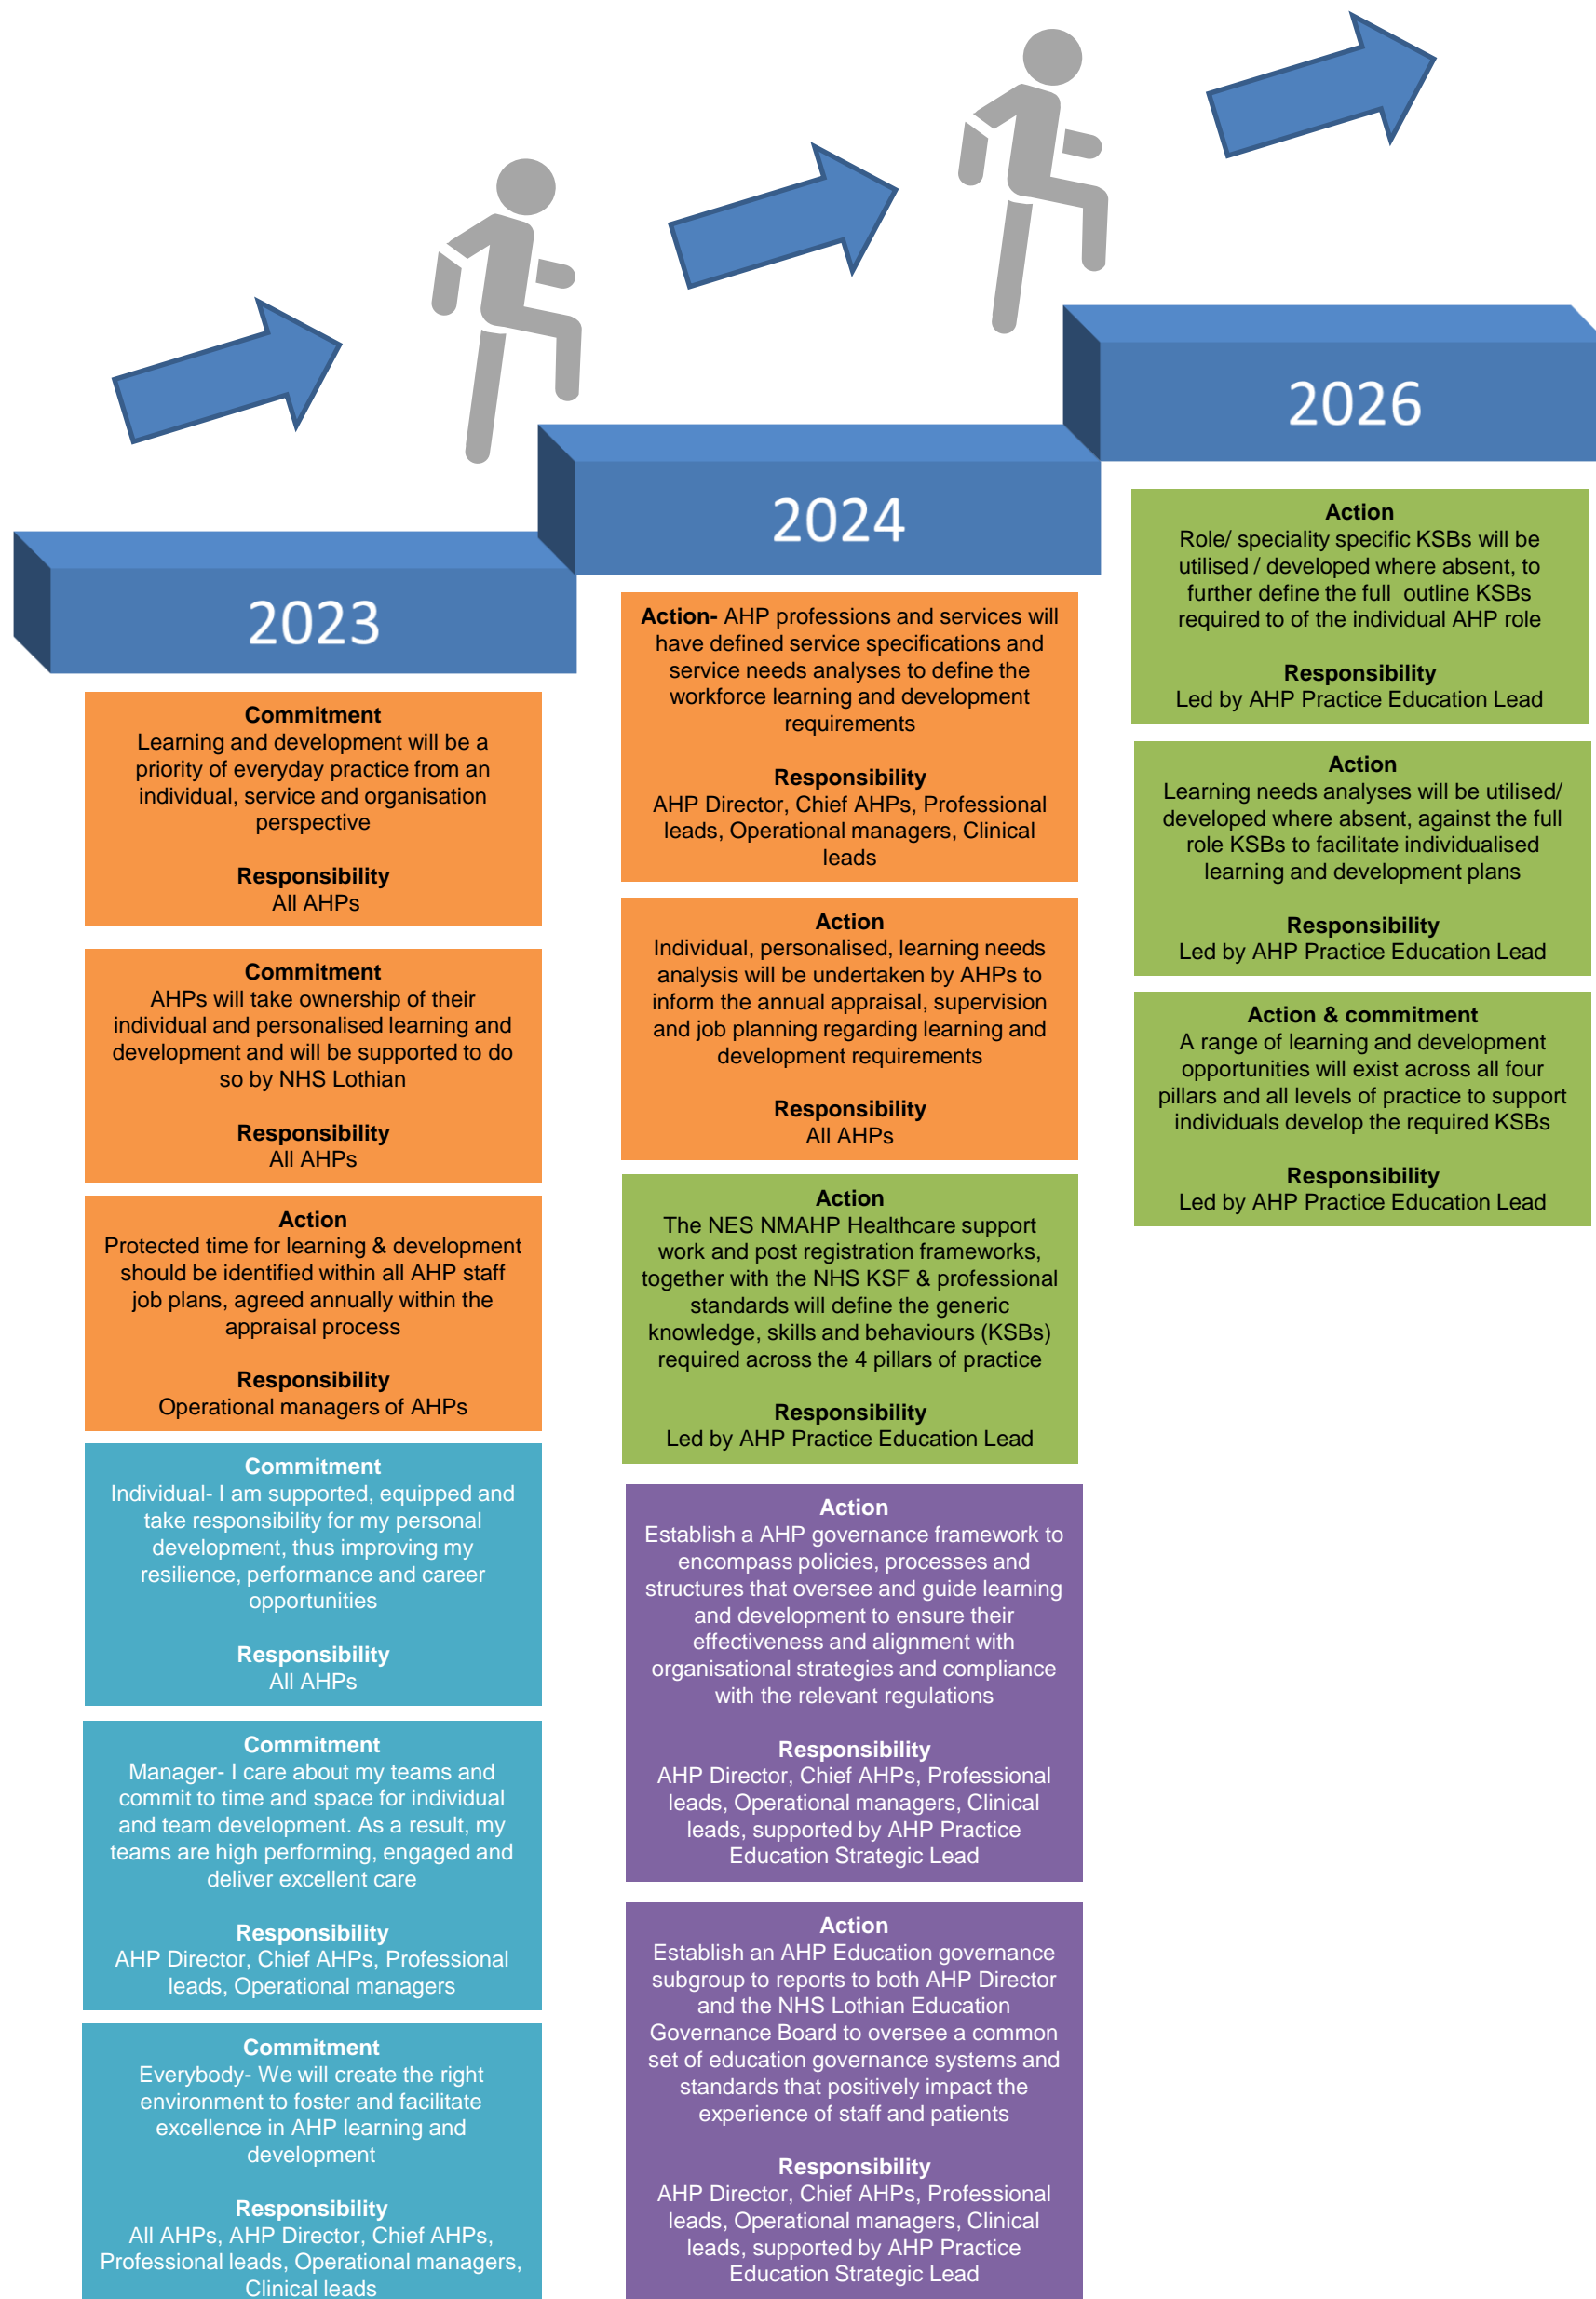 2023
Commitment
Learning and development will be a
priority of everyday practice from an
individual, service and organisation
perspective
Responsibility
All AHPs
Commitment
AHPs will take ownership of their
individual and personalised learning and
development and will be supported to do
so by NHS Lothian
Responsibility
All AHPs
Action
Protected time for learning & development
should be identified within all AHP staff
job plans, agreed annually within the
appraisal process
Responsibility
Operational managers of AHPs
Commitment
Individual- I am supported, equipped and
take responsibility for my personal
development, thus improving my
resilience, performance and career
opportunities
Responsibility
All AHPs
Commitment
Manager- I care about my teams and
commit to time and space for individual
and team development. As a result, my
teams are high performing, engaged and
deliver excellent care
Responsibility
AHP Director, Chief AHPs, Professional
leads, Operational managers
Commitment
Everybody- We will create the right
environment to foster and facilitate
excellence in AHP learning and
development
Responsibility
All AHPs, AHP Director, Chief AHPs,
Professional leads, Operational managers,
Clinical leads
2024
Action- AHP professions and services will
have defined service specifications and
service needs analyses to define the
workforce learning and development
requirements
Responsibility
AHP Director, Chief AHPs, Professional
leads, Operational managers, Clinical
leads
Action
Individual, personalised, learning needs
analysis will be undertaken by AHPs to
inform the annual appraisal, supervision
and job planning regarding learning and
development requirements
Responsibility
All AHPs
Action
The NES NMAHP Healthcare support
work and post registration frameworks,
together with the NHS KSF & professional
standards will define the generic
knowledge, skills and behaviours (KSBs)
required across the 4 pillars of practice
Responsibility
Led by AHP Practice Education Lead
Action
Establish a AHP governance framework to
encompass policies, processes and
structures that oversee and guide learning
and development to ensure their
effectiveness and alignment with
organisational strategies and compliance
with the relevant regulations
Responsibility
AHP Director, Chief AHPs, Professional
leads, Operational managers, Clinical
leads, supported by AHP Practice
Education Strategic Lead
Action
Establish an AHP Education governance
subgroup to reports to both AHP Director
and the NHS Lothian Education
Governance Board to oversee a common
set of education governance systems and
standards that positively impact the
experience of staff and patients
Responsibility
AHP Director, Chief AHPs, Professional
leads, Operational managers, Clinical
leads, supported by AHP Practice
Education Strategic Lead
2026
Action
Role/ speciality specific KSBs will be
utilised / developed where absent, to
further define the full outline KSBs
required to of the individual AHP role
Responsibility
Led by AHP Practice Education Lead
Action
Learning needs analyses will be utilised/
developed where absent, against the full
role KSBs to facilitate individualised
learning and development plans
Responsibility
Led by AHP Practice Education Lead
Action & commitment
A range of learning and development
opportunities will exist across all four
pillars and all levels of practice to support
individuals develop the required KSBs
Responsibility
Led by AHP Practice Education Lead